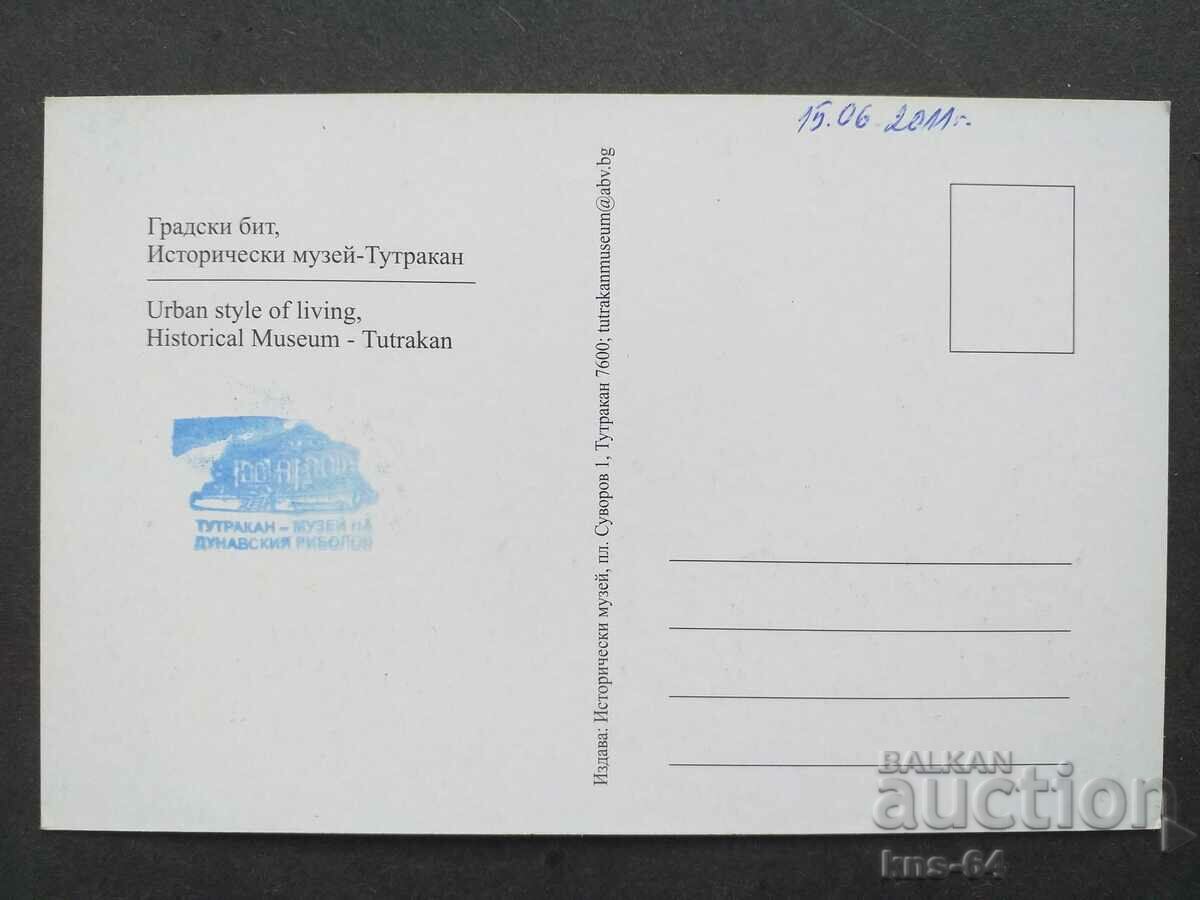 15.06.2011г.
Градски бит,
Исторически музей-Тутракан
Urban style of living,
Historical Museum - Tutrakan
ТУТРАКАН – МУЗЕЙ НА
ДУНАВСКИЯ РИБОЛОВ
Издава: Исторически музей, пл. Суворов 1, Тутракан 7600; tutrakanmuseum@abv.bg
BALKAN
auction
kns-64